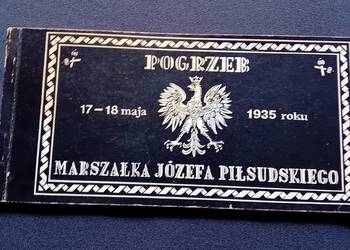 POGRZEB
17-18 maja 1935 roku
MARSZAŁKA JÓZEFA PIŁSUDSKIEGO